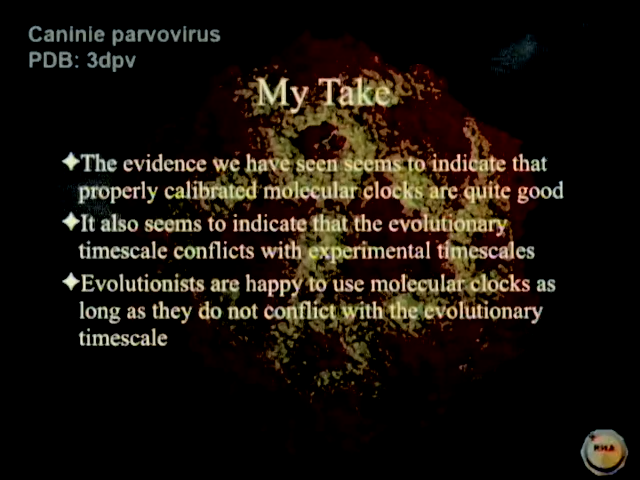 Caninie parvovirus
PDB: 3dpv
My Take
The evidence we have seen seems to indicate that
properly calibrated molecular clocks are quite good
It also seems to indicate that the evolutionary
timescale conflicts with experimental timescales
Evolutionists are happy to use molecular clocks as
long as they do not conflict with the evolutionary
timescale